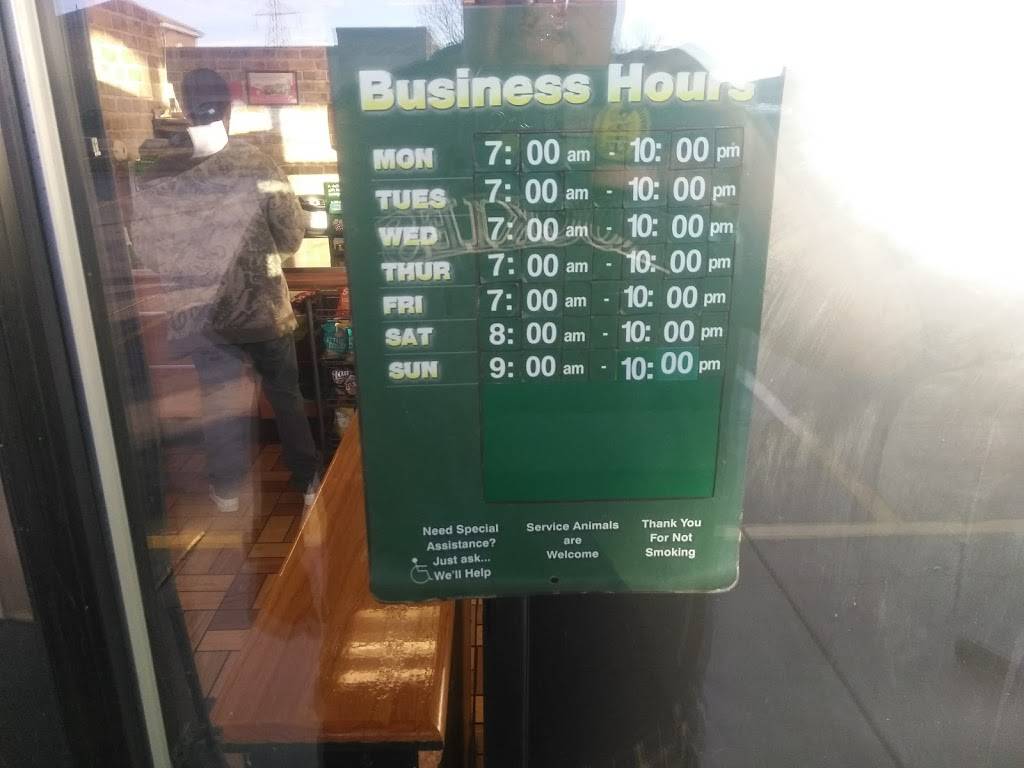 Business Hours
MON 7:00 am - 10:00 pm
TUES 7:00 am - 10:00 pm
WED 7:00 am - 10:00 pm
THUR 7:00 am - 10:00 pm
FRI 7:00 am - 10:00 pm
SAT 8:00 am - 10:00 pm
SUN 9:00 am - 10:00 pm
Need Special
Assistance?
Just ask...
We'll Help
Service Animals
are
Welcome
Thank You
For Not
Smoking